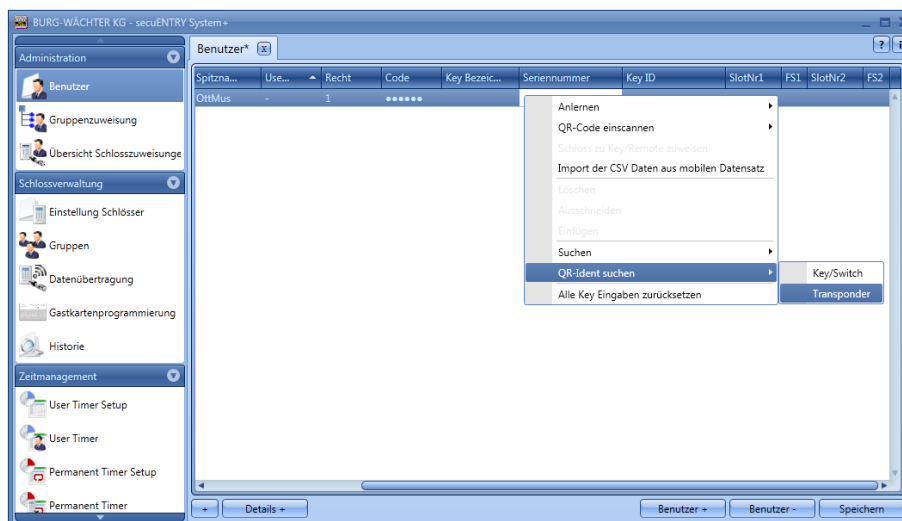 BURG-WÄCHTER KG - secuENTRY System+
Administration
Benutzer
Gruppenzuweisung
Übersicht Schlosszuweisunge
Schlossverwaltung
Einstellung Schlösser
Gruppen
Datenübertragung
Gastkartenprogrammierung
Historie
Zeitmanagement
User Timer Setup
User Timer
Permanent Timer Setup
Permanent Timer
Benutzer* x
?
Spitzna... Use... Recht Code Key Bezeic... Seriennummer Key ID SlotNr1 FS1 SlotNr2 FS2
OttMus - 1 ●●●●●●
Anlernen
QR-Code einscannen
Schloss zu Key/Remote zuweisen
Import der CSV Daten aus mobilen Datensatz
Löschen
Ausschneiden
Einfügen
Suchen
QR-Ident suchen
Alle Key Eingaben zurücksetzen
Key/Switch
Transponder
+ Details + Benutzer + Benutzer - Speichern